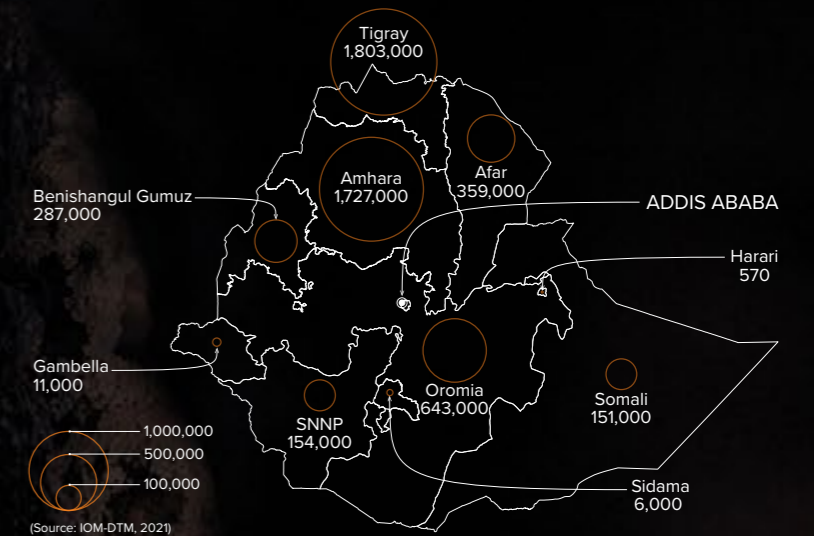 Tigray
1,803,000
Amhara
1,727,000
Afar
359,000
Benishangul Gumuz
287,000
ADDIS ABABA
Harari
570
Gambella
11,000
Oromia
643,000
Somali
151,000
SNNP
154,000
Sidama
6,000
1,000,000
500,000
100,000
(Source: IOM-DTM, 2021)